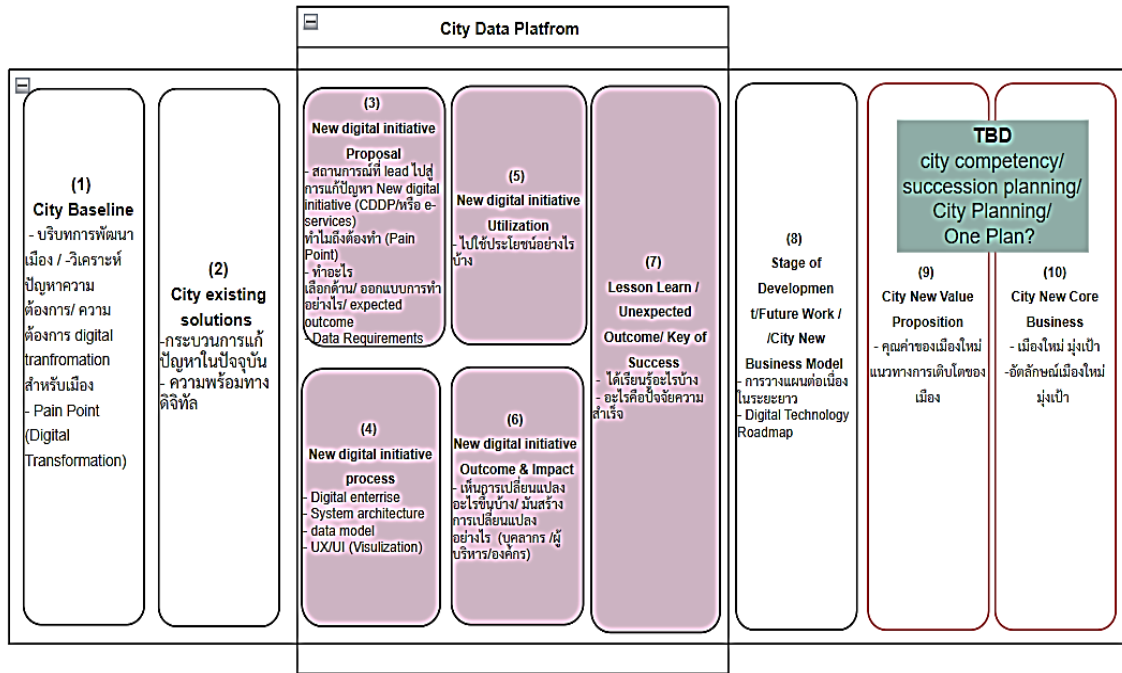 City Data Platfrom
(1)
City Baseline
- บริบทการพัฒนา
เมือง / -วิเคราะห์
ปัญหาความ
ต้องการ/ ความ
ต้องการ digital
tranfromation
สำหรับเมือง
- Pain Point
(Digital
Transformation)
(2)
City existing
solutions
-กระบวนการแก้
ปัญหาในปัจจุบัน
- ความพร้อมทาง
ดิจิทัล
(3)
New digital initiative
Proposal
- สถานการณ์ที่ lead ไปสู่
การแก้ปัญหา New digital
initiative (CDDP/หรือ e-
services)
ทำไมถึงต้องทำ (Pain
Point)
- ทำอะไร
เลือกด้าน/ ออกแบบการทำ
อย่างไร/ expected
outcome
- Data Requirements
(4)
New digital initiative
process
- Digital enterrise
- System architecture
- data model
- UX/UI (Visulization)
(5)
New digital initiative
Utilization
- ไปใช้ประโยชน์อย่างไร
บ้าง
(6)
New digital initiative
Outcome & Impact
- เห็นการเปลี่ยนแปลง
อะไรขึ้นบ้าง/ มันสร้าง
การเปลี่ยนแปลง
อย่างไร (บุคลากร /ผู้
บริหาร/องค์กร)
(7)
Lesson Learn /
Unexpected
Outcome/ Key of
Success
- ได้เรียนรู้อะไรบ้าง
- อะไรคือปัจจัยความ
สำเร็จ
(8)
Stage of
Developmen
t/Future Work /
/City New
Business Model
- การวางแผนต่อเนื่อง
ในระยะยาว
- Digital Technology
Roadmap
TBD
city competency/
succession planning/
City Planning/
One Plan?
(9)
City New Value
Proposition
- คุณค่าของเมืองใหม่
แนวทางการเติบโตของ
เมือง
(10)
City New Core
Business
- เมืองใหม่ มุ่งเป้า
-อัตลักษณ์เมืองใหม่
มุ่งเป้า